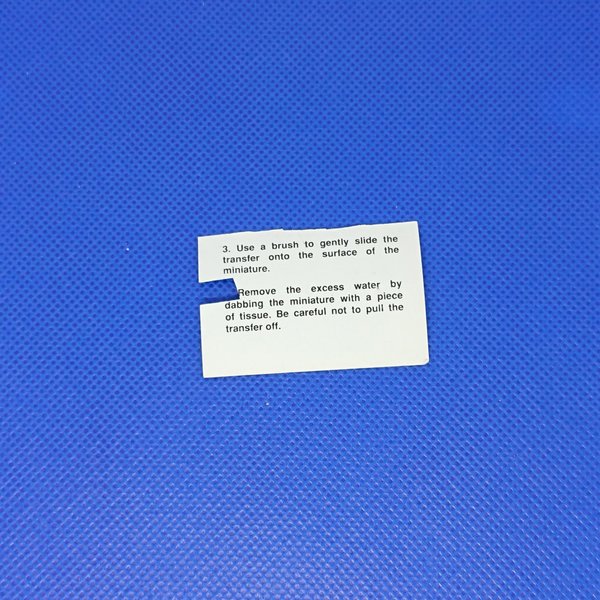 3. Use a brush to gently slide the
transfer onto the surface of the
miniature.
Remove the excess water by
dabbing the miniature with a piece
of tissue. Be careful not to pull the
transfer off.